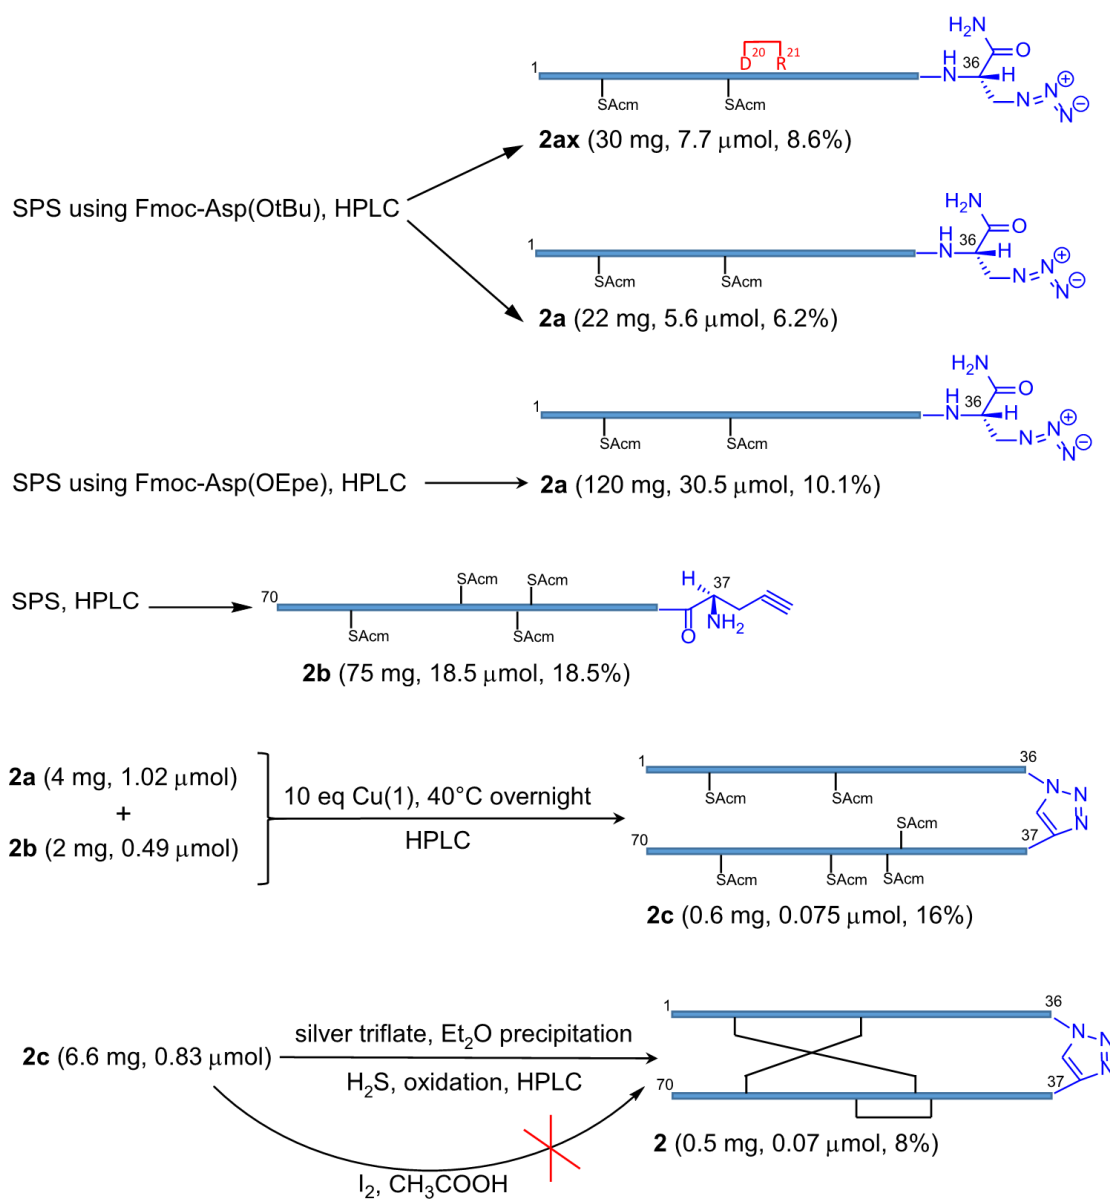 H₂N
O
1
D 20 R 21
H
N
36
H
N=N=N ⊕ ⊖
SAcm SAcm
2ax (30 mg, 7.7 μmol, 8.6%)
SPS using Fmoc-Asp(OtBu), HPLC
H₂N
O
1
H
N
36
H
N=N=N ⊕ ⊖
SAcm SAcm
2a (22 mg, 5.6 μmol, 6.2%)
H₂N
O
1
H
N
36
H
N=N=N ⊕ ⊖
SAcm SAcm
SPS using Fmoc-Asp(OEpe), HPLC
2a (120 mg, 30.5 μmol, 10.1%)
SPS, HPLC
SAcm SAcm
70
H 37
SAcm SAcm
O NH₂
2b (75 mg, 18.5 μmol, 18.5%)
2a (4 mg, 1.02 μmol)
+
2b (2 mg, 0.49 μmol)
10 eq Cu(1), 40°C overnight
HPLC
1 36
SAcm SAcm
N N N
SAcm
70 37
SAcm SAcm SAcm
2c (0.6 mg, 0.075 μmol, 16%)
2c (6.6 mg, 0.83 μmol)
silver triflate, Et₂O precipitation
H₂S, oxidation, HPLC
I₂, CH₃COOH
1 36
N N N
70 37
2 (0.5 mg, 0.07 μmol, 8%)